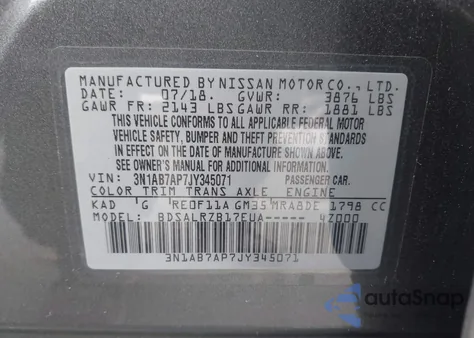 MANUFACTURED BY NISSAN MOTOR CO., LTD.
DATE: 07/18. GVWR: 3876 LBS
GAWR FR: 2143 LBS GAWR RR: 1881 LBS
THIS VEHICLE CONFORMS TO ALL APPLICABLE FEDERAL MOTOR
VEHICLE SAFETY, BUMPER AND THEFT PREVENTION STANDARDS
IN EFFECT ON THE DATE OF MANUFACTURE SHOWN ABOVE.
SEE OWNER'S MANUAL FOR ADDITIONAL INFORMATION.
VIN: 3N1AB7AP7JY345071 PASSENGER CAR.
COLOR TRIM TRANS AXLE ENGINE
KAD G RE0F11A GM35 MRA8DE 1798 CC
MODEL: BDSALRZB17EUA----- 4Z000
3N1AB7AP7JY345071
autoSnap